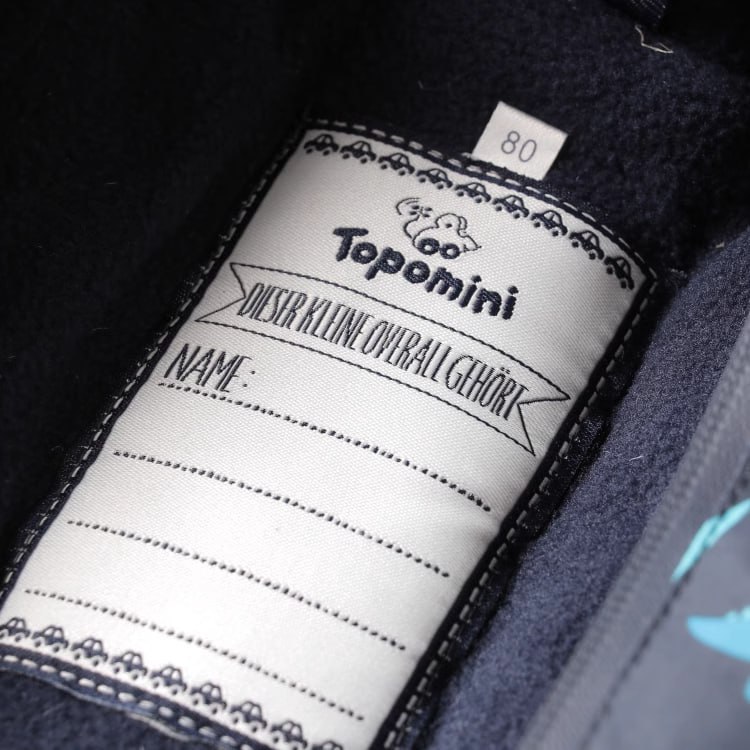 80
Topomini
DIESER KLEINE OVERALL GEHÖRT
NAME: